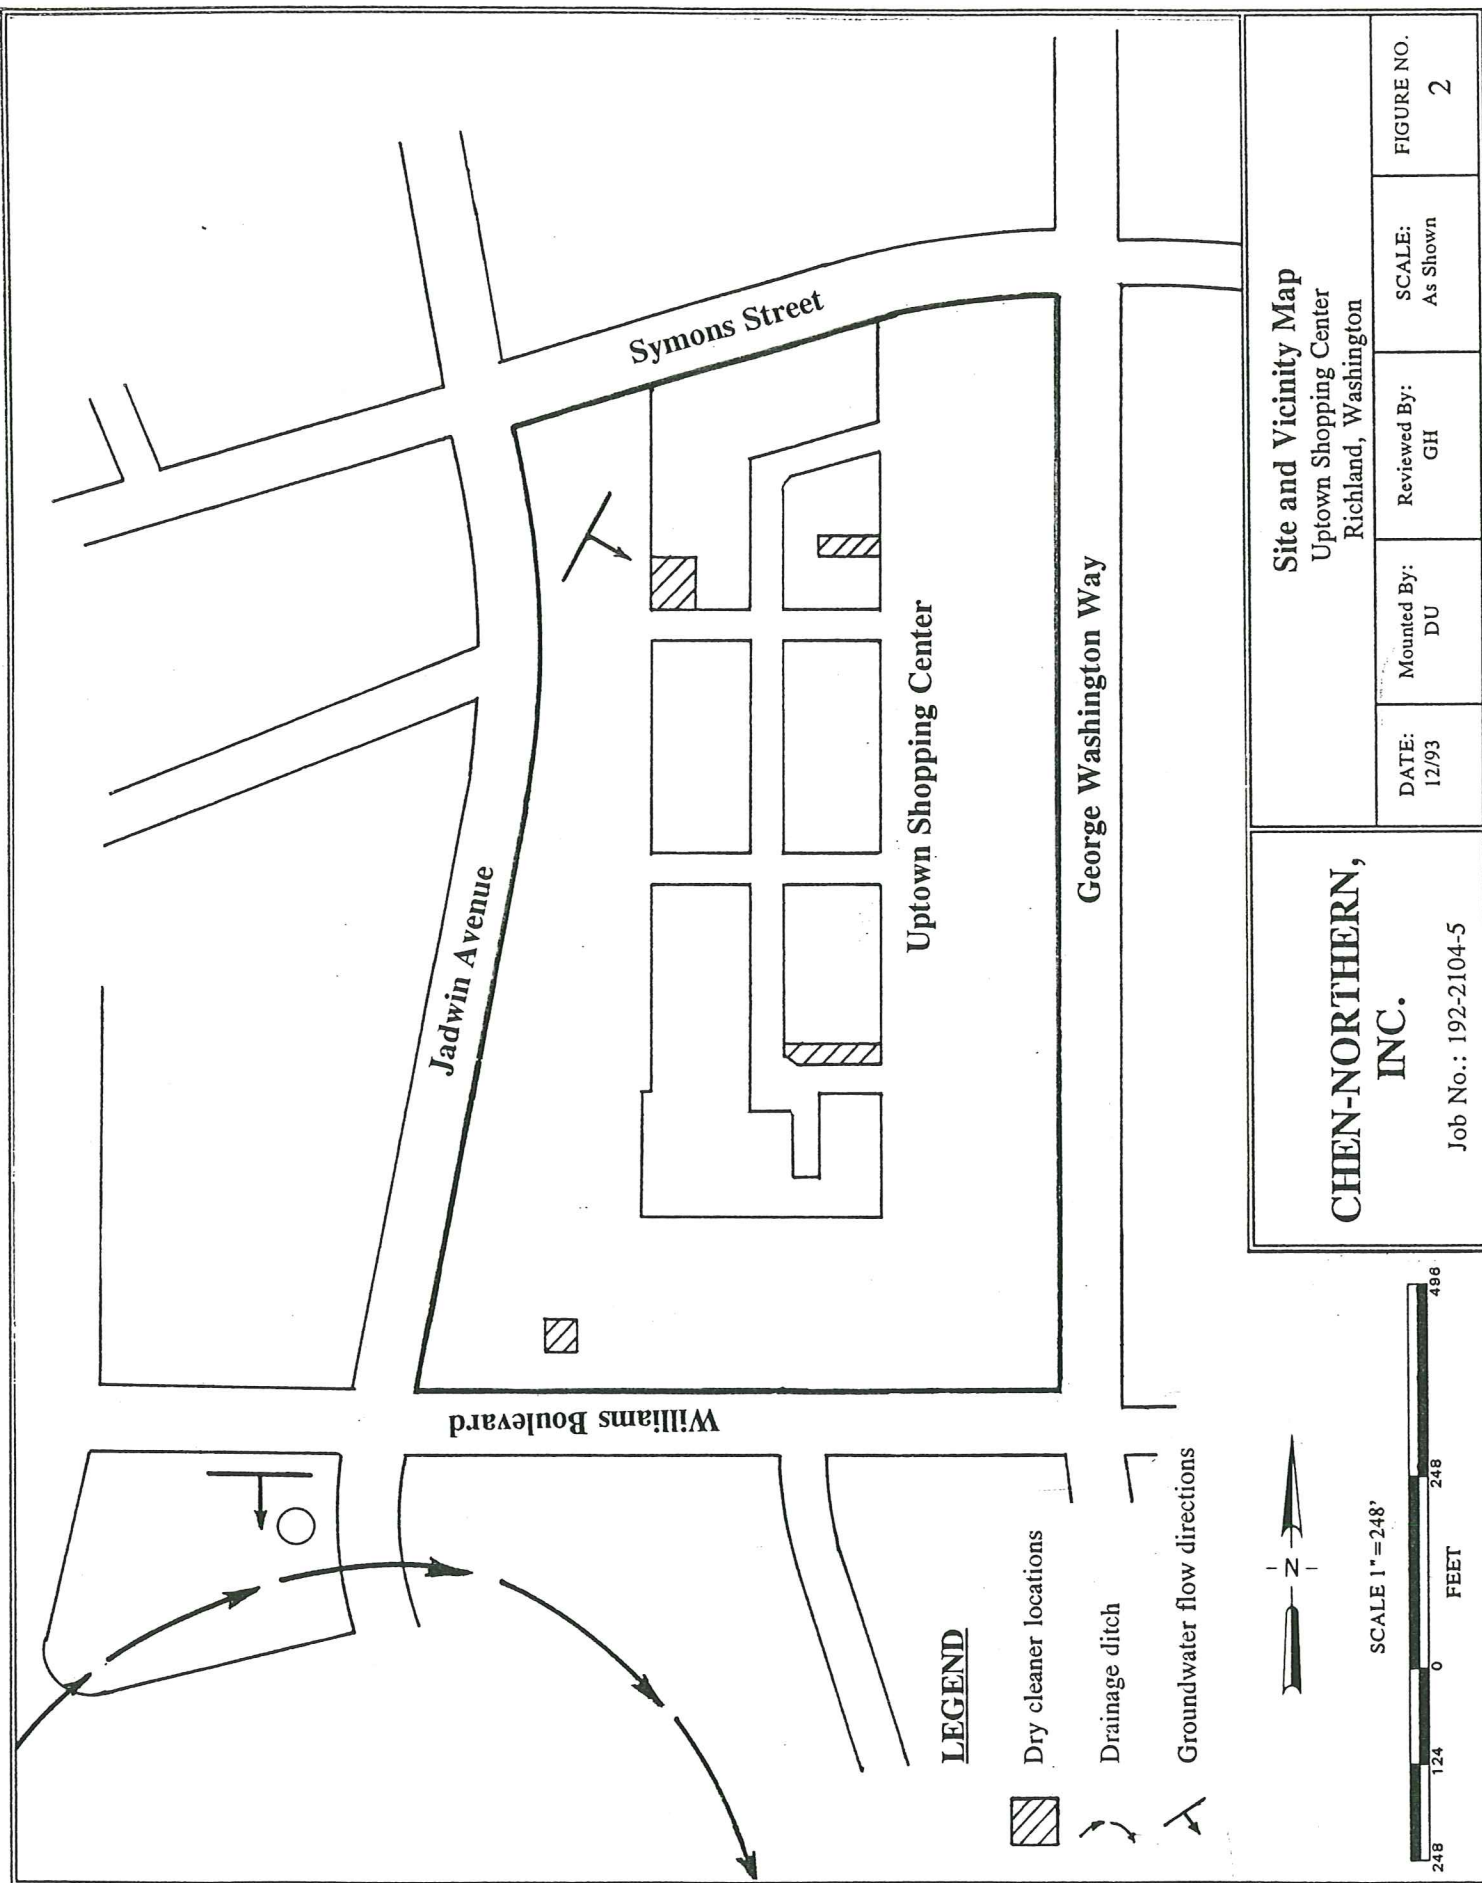 Symons Street
Jadwin Avenue
Uptown Shopping Center
George Washington Way
Williams Boulevard
LEGEND
Dry cleaner locations
Drainage ditch
Groundwater flow directions
N
SCALE 1"=248'
248 124 0 248 496
FEET
CHEN-NORTHERN,
INC.
Job No.: 192-2104-5
Site and Vicinity Map
Uptown Shopping Center
Richland, Washington
DATE:
12/93
Mounted By:
DU
Reviewed By:
GH
SCALE:
As Shown
FIGURE NO.
2